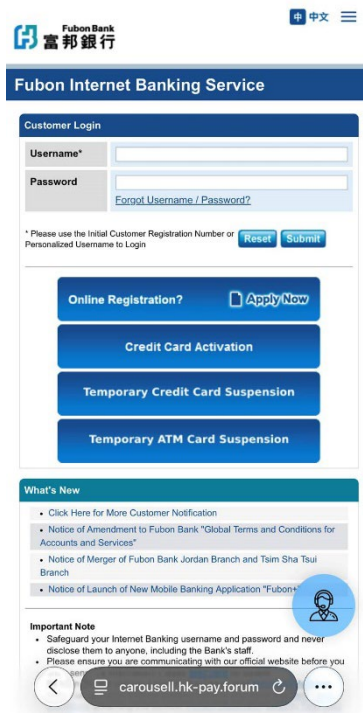 Fubon Bank
富邦銀行
中 中文
Fubon Internet Banking Service
Customer Login
Username*
Password
Forgot Username / Password?
* Please use the Initial Customer Registration Number or
Personalized Username to Login
Reset Submit
Online Registration? Apply Now
Credit Card Activation
Temporary Credit Card Suspension
Temporary ATM Card Suspension
What's New
• Click Here for More Customer Notification
• Notice of Amendment to Fubon Bank "Global Terms and Conditions for
Accounts and Services"
• Notice of Merger of Fubon Bank Jordan Branch and Tsim Sha Tsui
Branch
• Notice of Launch of New Mobile Banking Application "Fubon+
Important Note
• Safeguard your Internet Banking username and password and never
disclose them to anyone, including the Bank's staff.
• Please ensure you are communicating with our official website before you
carousell.hk-pay.forum